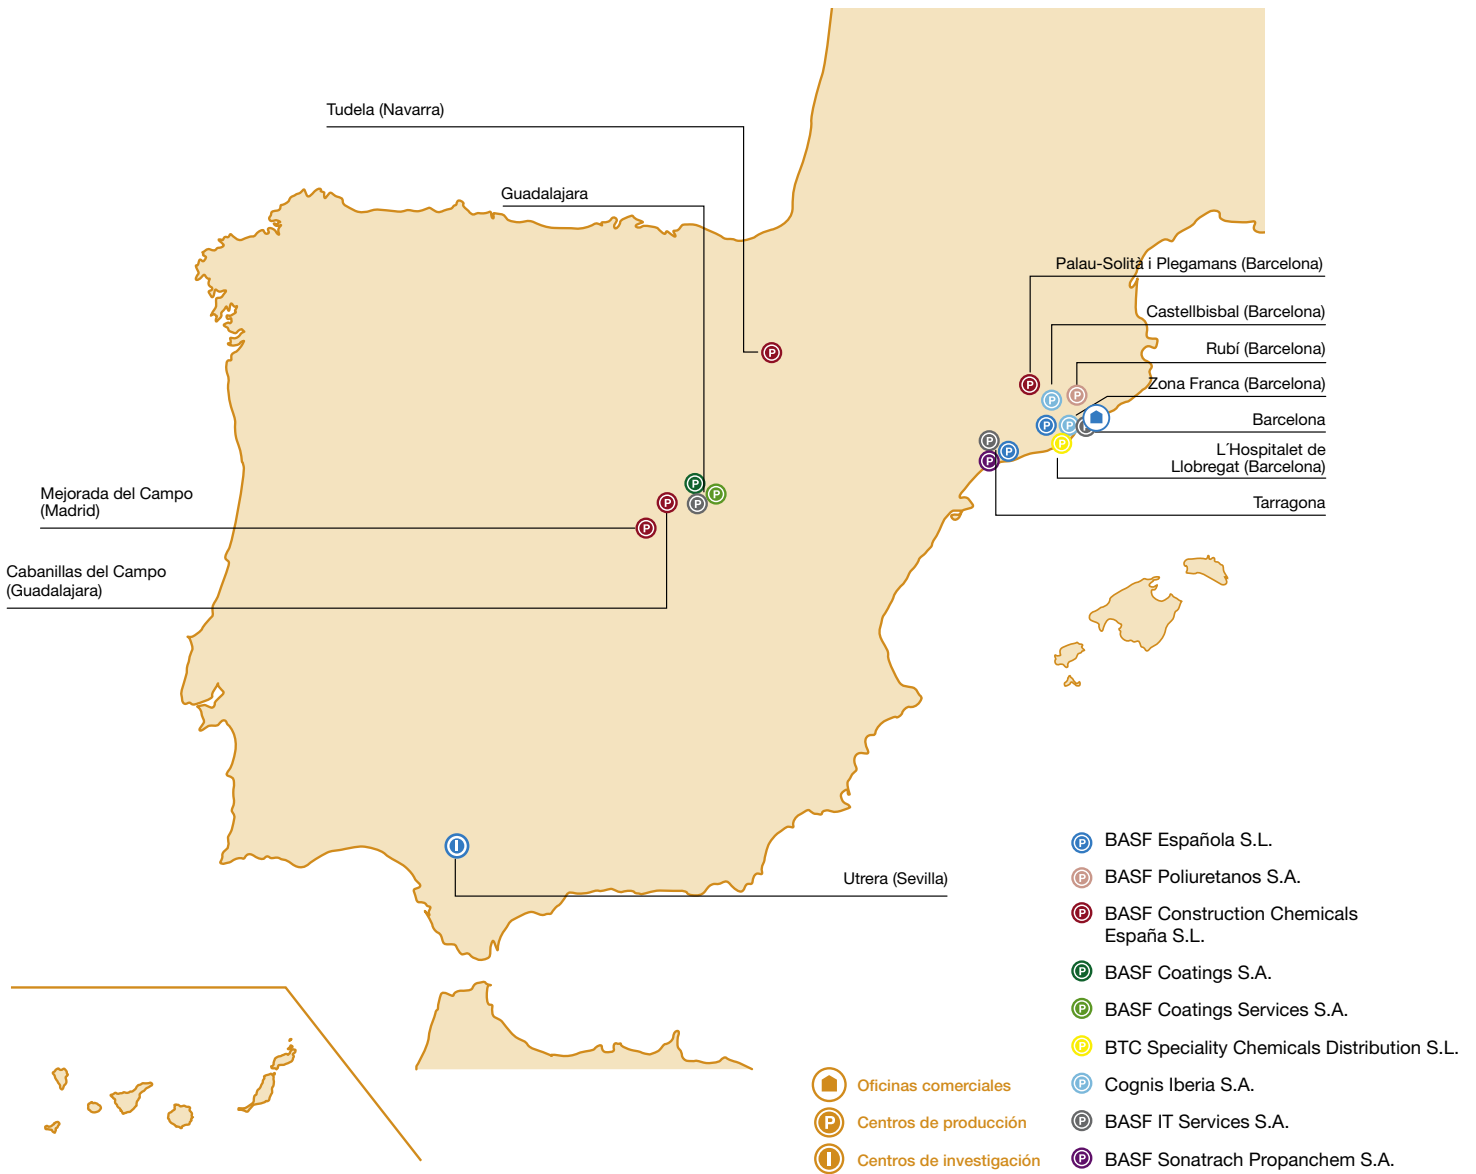 Tudela (Navarra)
Guadalajara
Palau-Solità i Plegamans (Barcelona)
Castellbisbal (Barcelona)
Rubí (Barcelona)
Zona Franca (Barcelona)
Barcelona
L´Hospitalet de
Llobregat (Barcelona)
Tarragona
Mejorada del Campo
(Madrid)
Cabanillas del Campo
(Guadalajara)
Utrera (Sevilla)
P BASF Española S.L.
P BASF Poliuretanos S.A.
P BASF Construction Chemicals
España S.L.
P BASF Coatings S.A.
P BASF Coatings Services S.A.
P BTC Speciality Chemicals Distribution S.L.
P Cognis Iberia S.A.
P BASF IT Services S.A.
P BASF Sonatrach Propanchem S.A.
Oficinas comerciales
P Centros de producción
I Centros de investigación